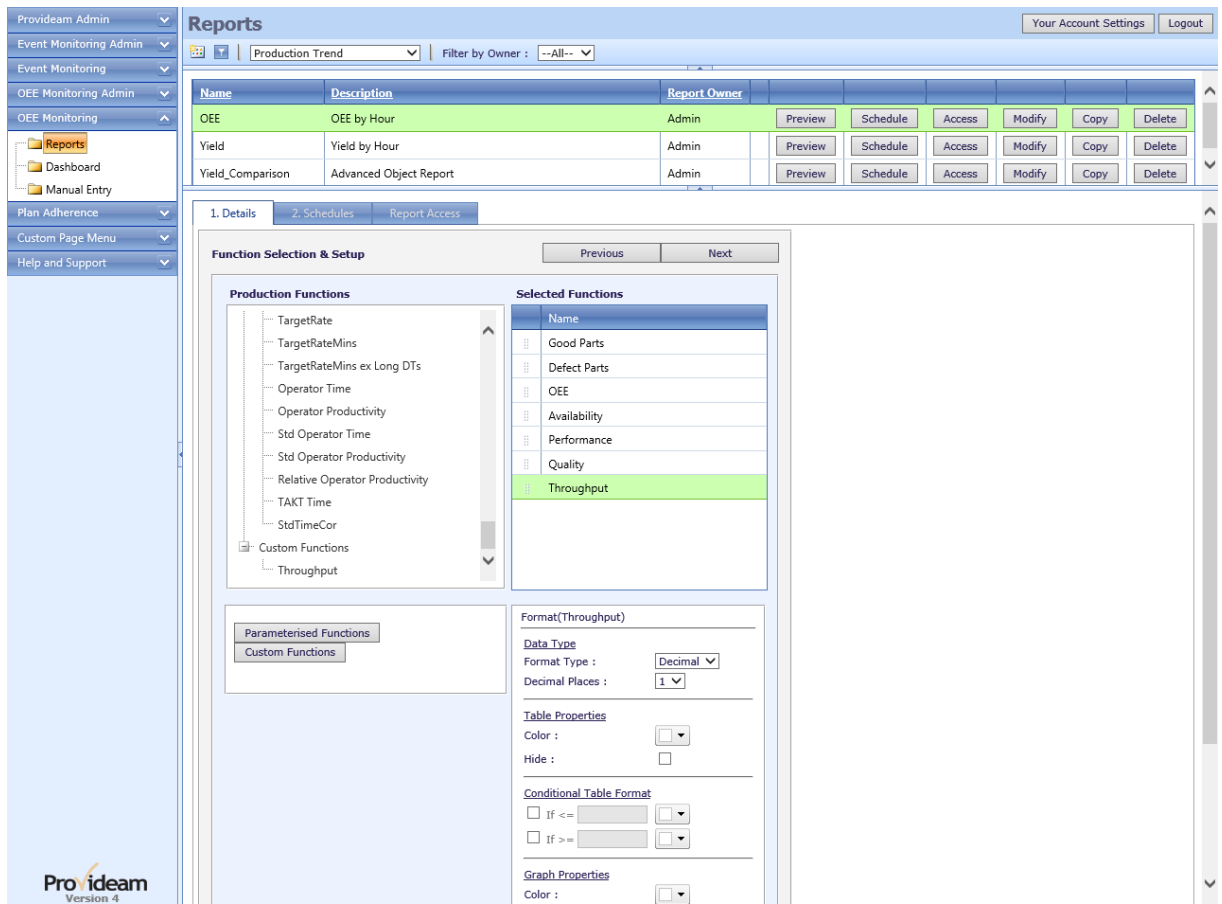 Provideam Admin
Event Monitoring Admin
Event Monitoring
OEE Monitoring Admin
OEE Monitoring
Reports
Dashboard
Manual Entry
Plan Adherence
Custom Page Menu
Help and Support
Provideam
Version 4
Reports
Your Account Settings Logout
Production Trend Filter by Owner : --All--
Name Description Report Owner
OEE OEE by Hour Admin Preview Schedule Access Modify Copy Delete
Yield Yield by Hour Admin Preview Schedule Access Modify Copy Delete
Yield_Comparison Advanced Object Report Admin Preview Schedule Access Modify Copy Delete
1. Details 2. Schedules Report Access
Function Selection & Setup Previous Next
Production Functions
TargetRate
TargetRateMins
TargetRateMins ex Long DTs
Operator Time
Operator Productivity
Std Operator Time
Std Operator Productivity
Relative Operator Productivity
TAKT Time
StdTimeCor
Custom Functions
Throughput
Selected Functions
Name
Good Parts
Defect Parts
OEE
Availability
Performance
Quality
Throughput
Parameterised Functions
Custom Functions
Format(Throughput)
Data Type
Format Type : Decimal
Decimal Places : 1
Table Properties
Color :
Hide :
Conditional Table Format
If <=
If >=
Graph Properties
Color :